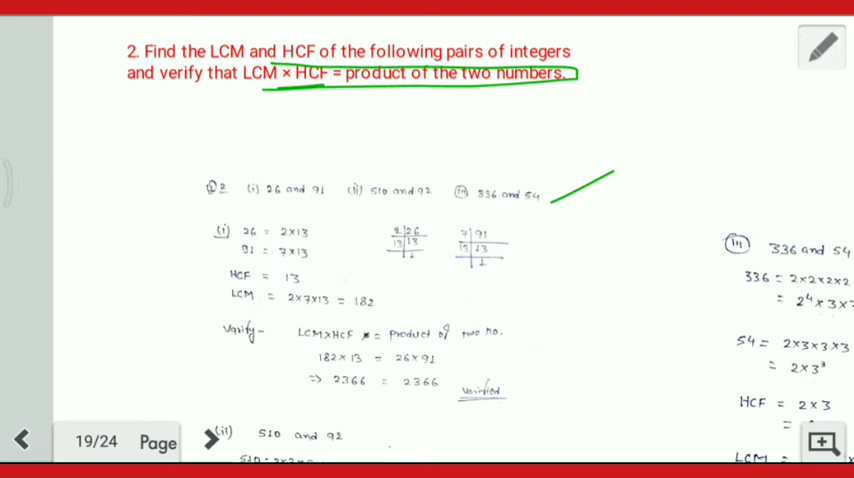 2. Find the LCM and HCF of the following pairs of integers
and verify that LCM × HCF = product of the two numbers.
Q2 (i) 26 and 91 (ii) 510 and 92 (iii) 336 and 54
(i) 26 = 2×13
91 = 7×13
2 | 26
13 | 13
1
7 | 91
13 | 13
1
HCF = 13
LCM = 2×7×13 = 182
Varify- LCM×HCF = Product of two no.
182×13 = 26×91
=> 2366 = 2366 Varified
(ii) 510 and 92
(iii) 336 and 54
336 = 2×2×2×2
= 2⁴×3×
54 = 2×3×3×3
= 2×3³
HCF = 2×3
=
LCM =
19/24 Page